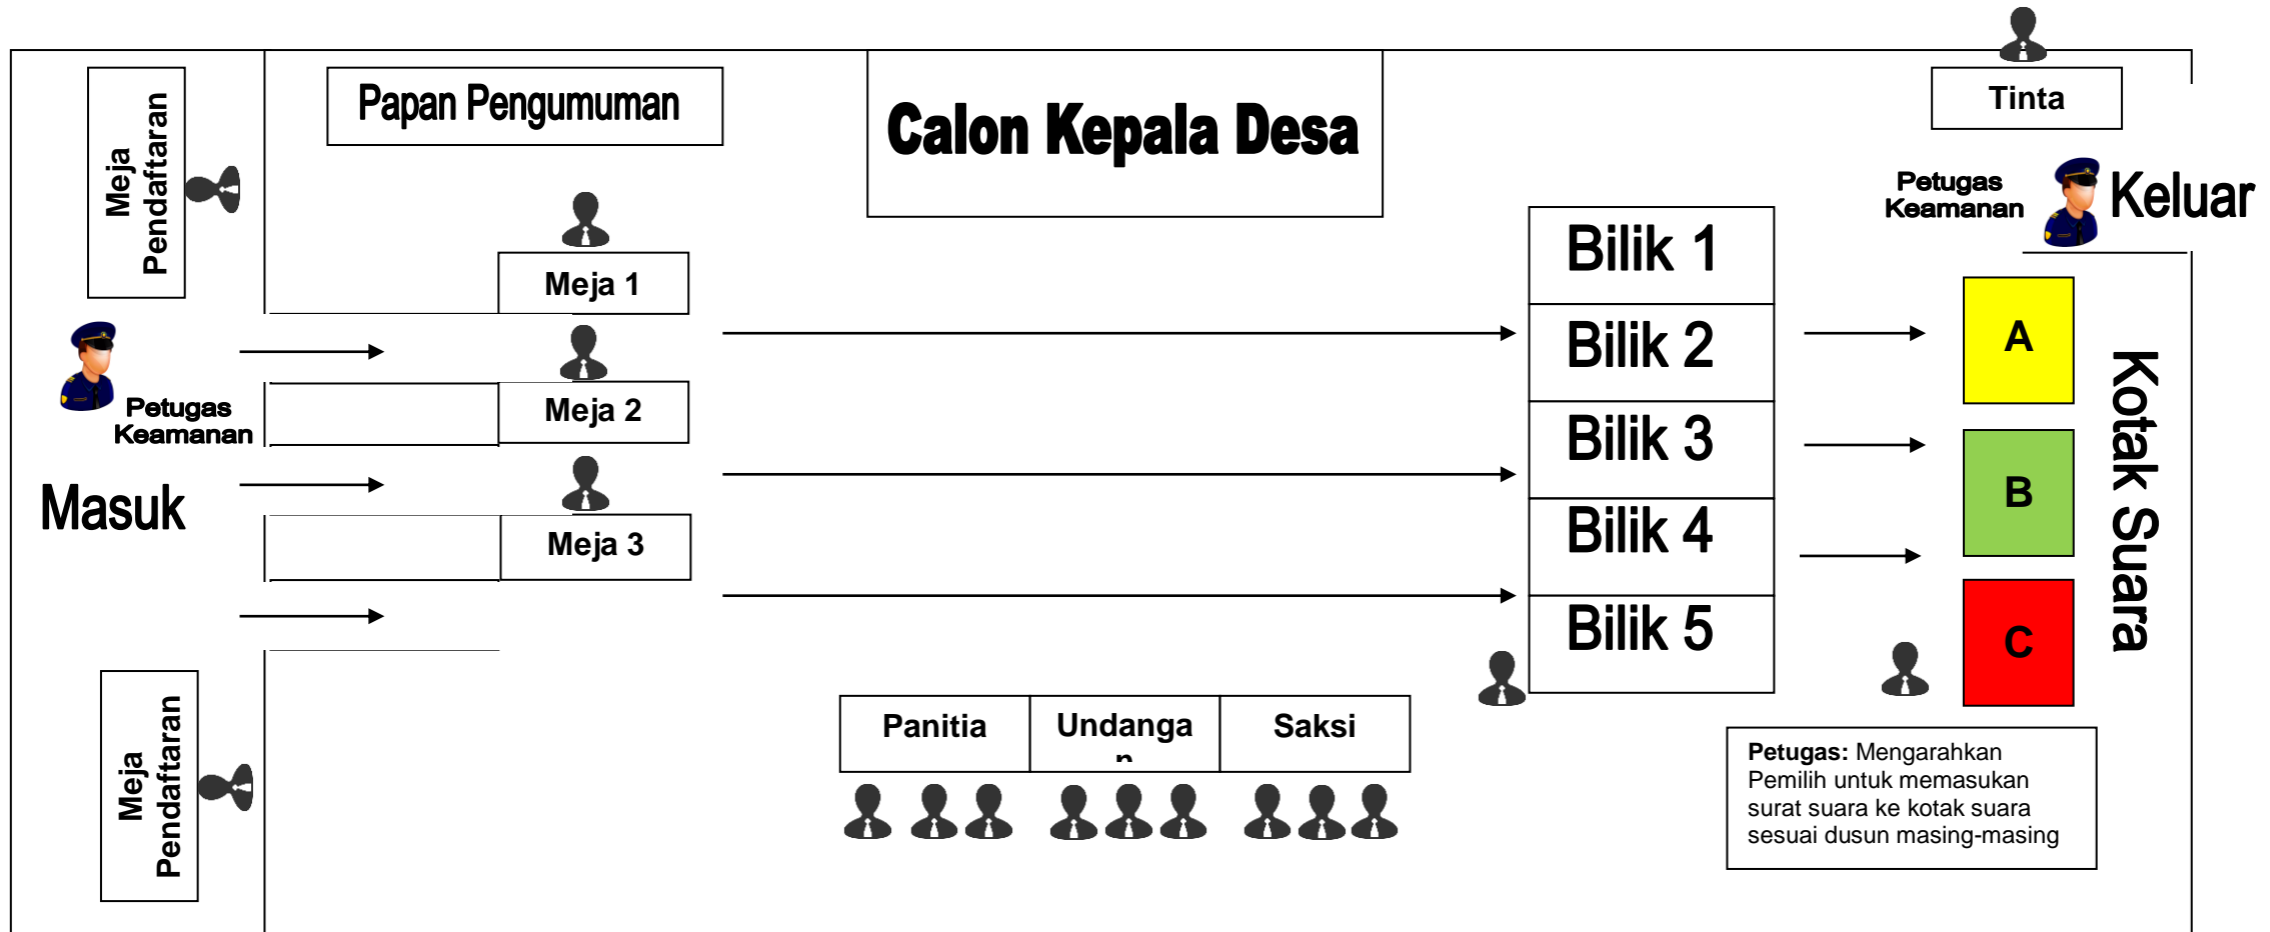 Meja
Pendaftaran
Papan Pengumuman
Calon Kepala Desa
Tinta
Petugas
Keamanan
Keluar
Meja 1
Meja 2
Meja 3
Petugas
Keamanan
Masuk
Bilik 1
Bilik 2
Bilik 3
Bilik 4
Bilik 5
A
B
C
Kotak Suara
Meja
Pendaftaran
Panitia
Undanga
n
Saksi
Petugas: Mengarahkan
Pemilih untuk memasukan
surat suara ke kotak suara
sesuai dusun masing-masing